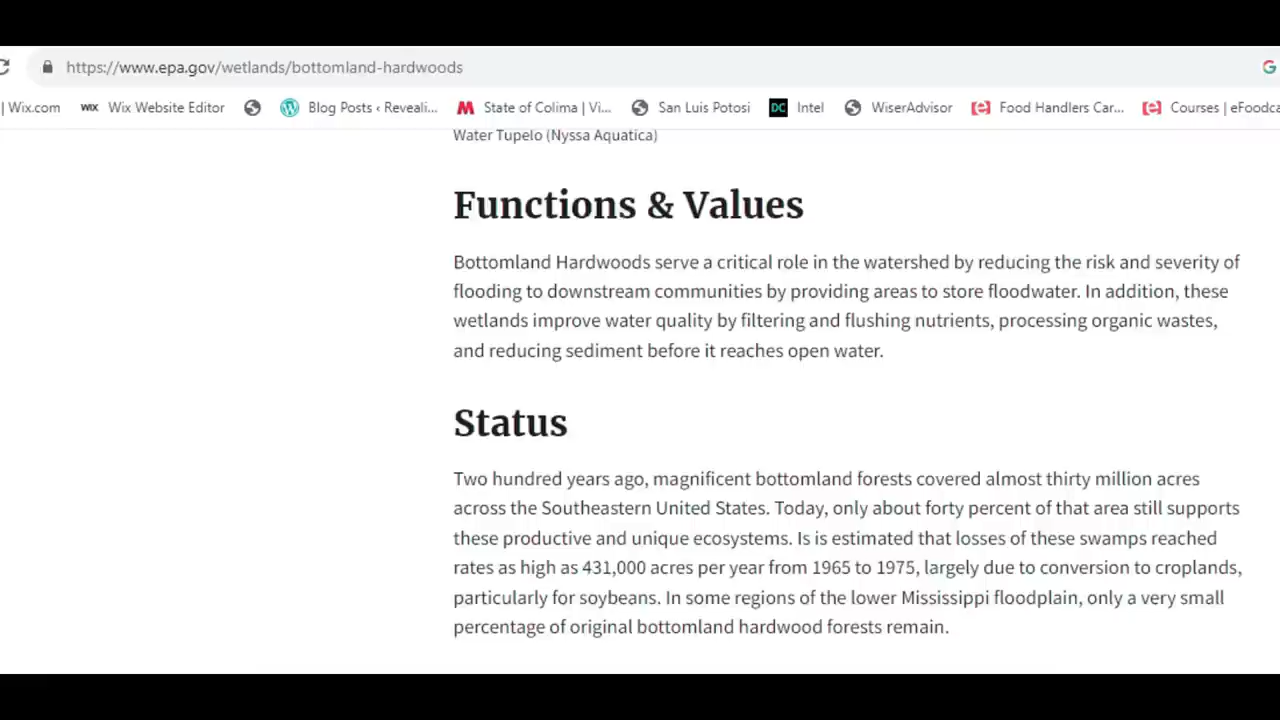 https://www.epa.gov/wetlands/bottomland-hardwoods
| Wix.com WIX Wix Website Editor Blog Posts ‹ Reveali... State of Colima | Vi... San Luis Potosi DC Intel WiserAdvisor Food Handlers Car... Courses | eFoodca
Water Tupelo (Nyssa Aquatica)
Functions & Values
Bottomland Hardwoods serve a critical role in the watershed by reducing the risk and severity of
flooding to downstream communities by providing areas to store floodwater. In addition, these
wetlands improve water quality by filtering and flushing nutrients, processing organic wastes,
and reducing sediment before it reaches open water.
Status
Two hundred years ago, magnificent bottomland forests covered almost thirty million acres
across the Southeastern United States. Today, only about forty percent of that area still supports
these productive and unique ecosystems. Is is estimated that losses of these swamps reached
rates as high as 431,000 acres per year from 1965 to 1975, largely due to conversion to croplands,
particularly for soybeans. In some regions of the lower Mississippi floodplain, only a very small
percentage of original bottomland hardwood forests remain.